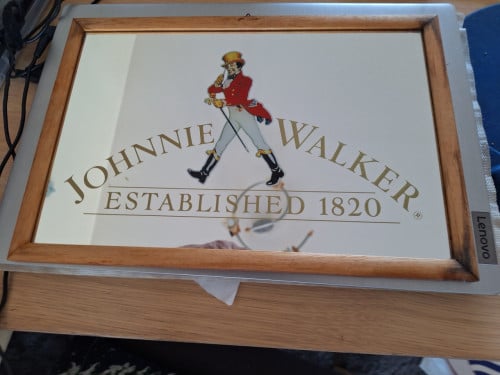 JOHNNIE WALKER®
ESTABLISHED 1820
Lenovo